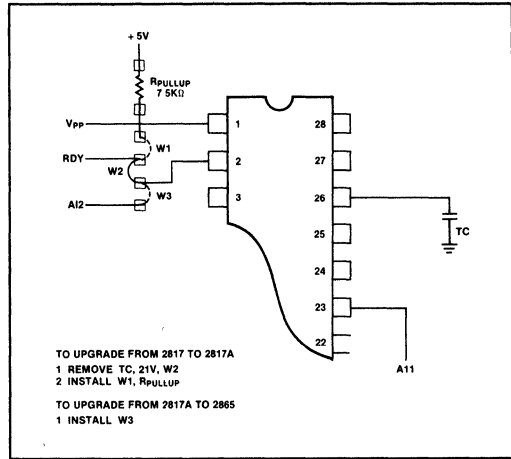 + 5V
RPULLUP
7 5KΩ
VPP
W1
RDY
W2
W3
AI2
1
2
3
28
27
26
25
24
23
22
TC
A11
TO UPGRADE FROM 2817 TO 2817A
1 REMOVE TC, 21V, W2
2 INSTALL W1, RPULLUP
TO UPGRADE FROM 2817A TO 2865
1 INSTALL W3